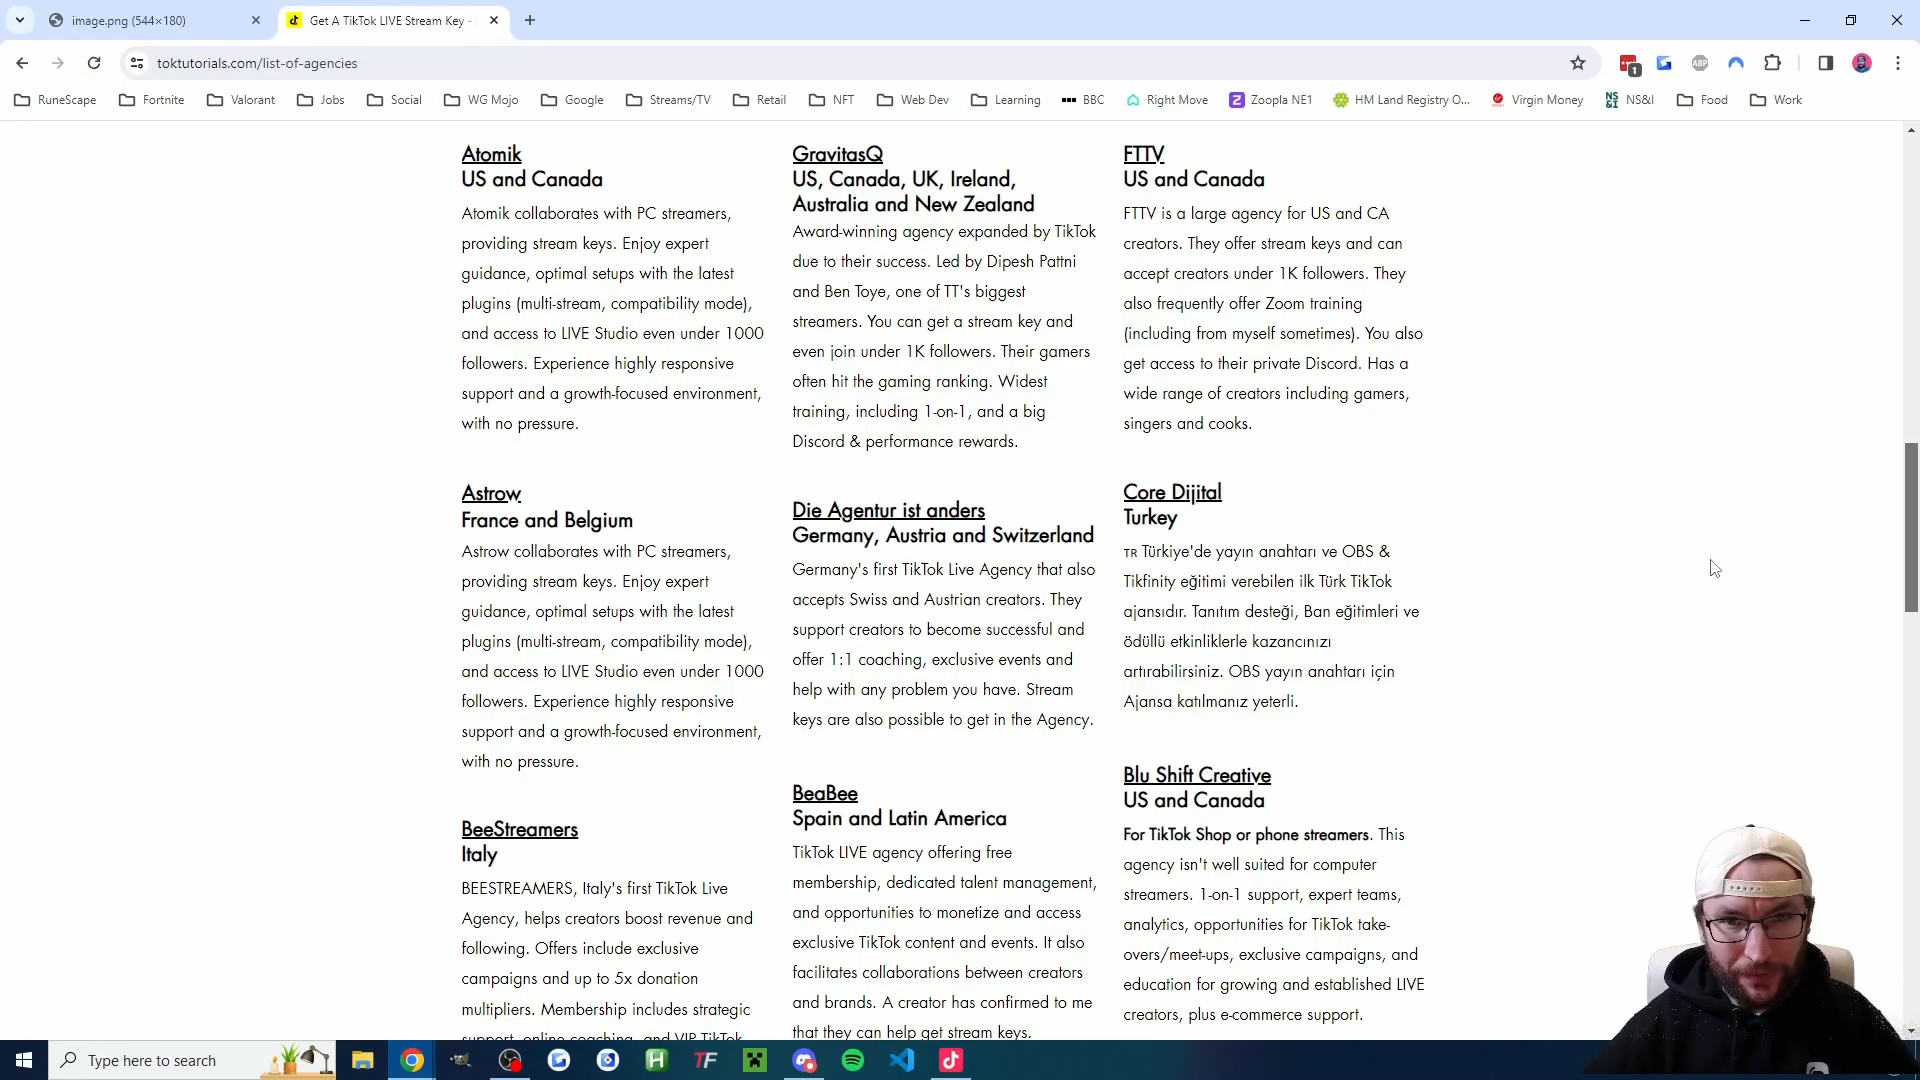 image.png (544×180)
Get A TikTok LIVE Stream Key -
toktutorials.com/list-of-agencies
1
ABP
RuneScape
Fortnite
Valorant
Jobs
Social
WG Mojo
Google
Streams/TV
Retail
NFT
Web Dev
Learning
BBC
Right Move
Zoopla NE1
HM Land Registry O...
Virgin Money
NS&I
Food
Work
Atomik
US and Canada
Atomik collaborates with PC streamers,
providing stream keys. Enjoy expert
guidance, optimal setups with the latest
plugins (multi-stream, compatibility mode),
and access to LIVE Studio even under 1000
followers. Experience highly responsive
support and a growth-focused environment,
with no pressure.
Astrow
France and Belgium
Astrow collaborates with PC streamers,
providing stream keys. Enjoy expert
guidance, optimal setups with the latest
plugins (multi-stream, compatibility mode),
and access to LIVE Studio even under 1000
followers. Experience highly responsive
support and a growth-focused environment,
with no pressure.
BeeStreamers
Italy
BEESTREAMERS, Italy's first TikTok Live
Agency, helps creators boost revenue and
following. Offers include exclusive
campaigns and up to 5x donation
multipliers. Membership includes strategic
support, online coaching, and VIP TikTok
GravitasQ
US, Canada, UK, Ireland,
Australia and New Zealand
Award-winning agency expanded by TikTok
due to their success. Led by Dipesh Pattni
and Ben Toye, one of TT's biggest
streamers. You can get a stream key and
even join under 1K followers. Their gamers
often hit the gaming ranking. Widest
training, including 1-on-1, and a big
Discord & performance rewards.
Die Agentur ist anders
Germany, Austria and Switzerland
Germany's first TikTok Live Agency that also
accepts Swiss and Austrian creators. They
support creators to become successful and
offer 1:1 coaching, exclusive events and
help with any problem you have. Stream
keys are also possible to get in the Agency.
BeaBee
Spain and Latin America
TikTok LIVE agency offering free
membership, dedicated talent management,
and opportunities to monetize and access
exclusive TikTok content and events. It also
facilitates collaborations between creators
and brands. A creator has confirmed to me
that they can help get stream keys.
FTTV
US and Canada
FTTV is a large agency for US and CA
creators. They offer stream keys and can
accept creators under 1K followers. They
also frequently offer Zoom training
(including from myself sometimes). You also
get access to their private Discord. Has a
wide range of creators including gamers,
singers and cooks.
Core Dijital
Turkey
TR Türkiye'de yayın anahtarı ve OBS &
Tikfinity eğitimi verebilen ilk Türk TikTok
ajansıdır. Tanıtım desteği, Ban eğitimleri ve
ödüllü etkinliklerle kazancınızı
artırabilirsiniz. OBS yayın anahtarı için
Ajansa katılmanız yeterli.
Blu Shift Creative
US and Canada
For TikTok Shop or phone streamers. This
agency isn't well suited for computer
streamers. 1-on-1 support, expert teams,
analytics, opportunities for TikTok take-
overs/meet-ups, exclusive campaigns, and
education for growing and established LIVE
creators, plus e-commerce support.
Type here to search
H
TF